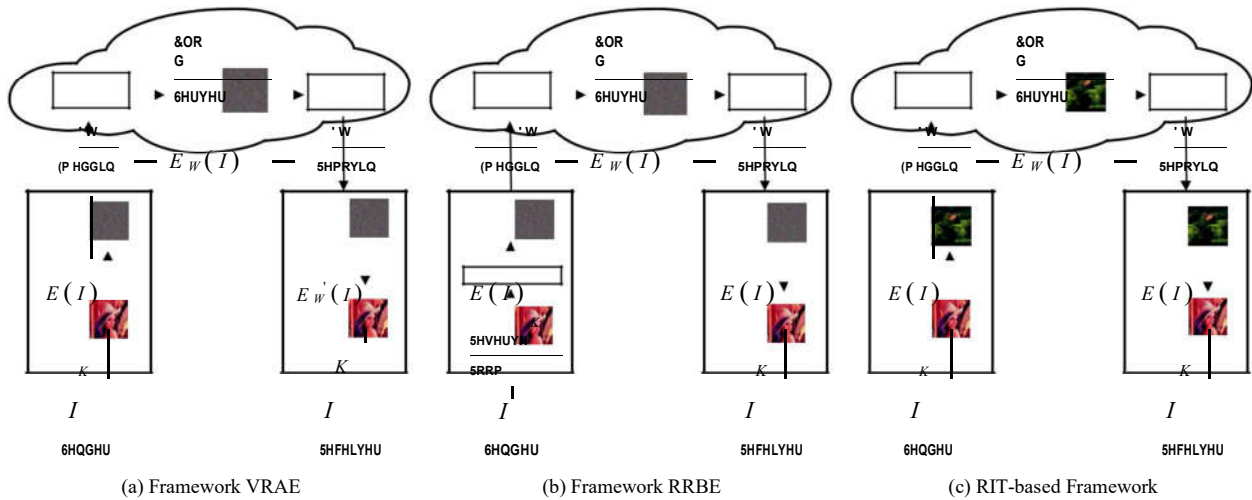 &OR
G
6HUYHU
' W
(P HGGLQ
E W ( I )
' W
5HPRYLQ
E ( I )
E W ' ( I )
K
K
I
I
6HQGHU
5HFHLYHU
(a) Framework VRAE
&OR
G
6HUYHU
' W
(P HGGLQ
E W ( I )
' W
5HPRYLQ
E ( I )
K
5HVHUYH
5RRP
E ( I )
K
I
I
6HQGHU
5HFHLYHU
(b) Framework RRBE
&OR
G
6HUYHU
' W
(P HGGLQ
E W ( I )
' W
5HPRYLQ
E ( I )
E ( I )
K
K
I
I
6HQGHU
5HFHLYHU
(c) RIT-based Framework